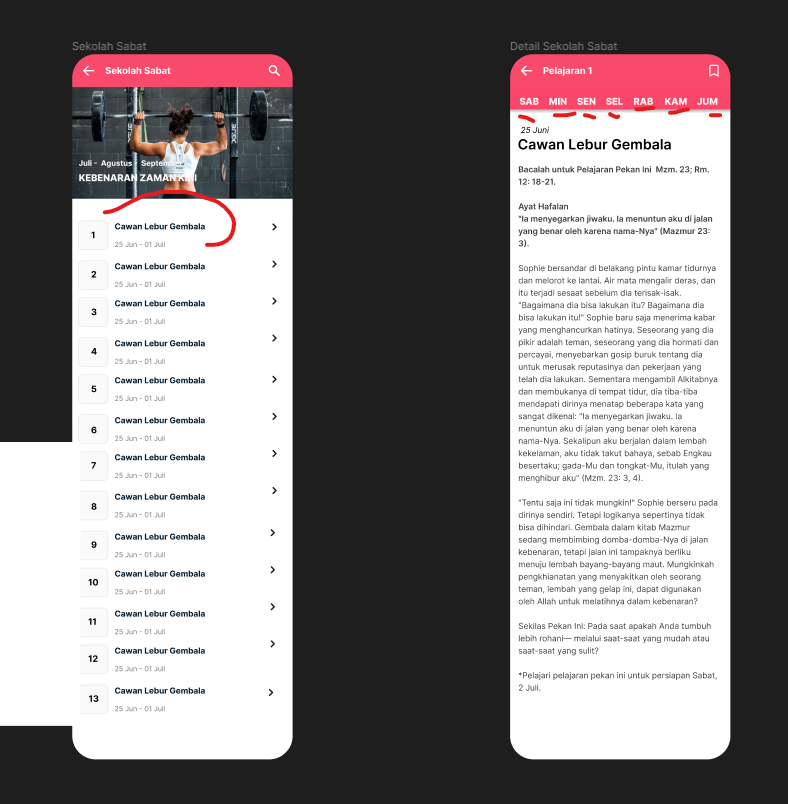 Sekolah Sabat
Sekolah Sabat
Juli - Agustus - September
KEBENARAN ZAMAN KINI
1
Cawan Lebur Gembala
25 Jun - 01 Juli
2
Cawan Lebur Gembala
25 Jun - 01 Juli
3
Cawan Lebur Gembala
25 Jun - 01 Juli
4
Cawan Lebur Gembala
25 Jun - 01 Juli
5
Cawan Lebur Gembala
25 Jun - 01 Juli
6
Cawan Lebur Gembala
25 Jun - 01 Juli
7
Cawan Lebur Gembala
25 Jun - 01 Juli
8
Cawan Lebur Gembala
25 Jun - 01 Juli
9
Cawan Lebur Gembala
25 Jun - 01 Juli
10
Cawan Lebur Gembala
25 Jun - 01 Juli
11
Cawan Lebur Gembala
25 Jun - 01 Juli
12
Cawan Lebur Gembala
25 Jun - 01 Juli
13
Cawan Lebur Gembala
25 Jun - 01 Juli
Detail Sekolah Sabat
Pelajaran 1
SAB MIN SEN SEL RAB KAM JUM
25 Juni
Cawan Lebur Gembala
Bacalah untuk Pelajaran Pekan Ini Mzm. 23; Rm.
12: 18-21.
Ayat Hafalan
"Ia menyegarkan jiwaku. Ia menuntun aku di jalan
yang benar oleh karena nama-Nya" (Mazmur 23:
3).
Sophie bersandar di belakang pintu kamar tidurnya
dan melorot ke lantai. Air mata mengalir deras, dan
itu terjadi sesaat sebelum dia terisak-isak.
"Bagaimana dia bisa lakukan itu? Bagaimana dia
bisa lakukan itu!" Sophie baru saja menerima kabar
yang menghancurkan hatinya. Seseorang yang dia
pikir adalah teman, seseorang yang dia hormati dan
percayai, menyebarkan gosip buruk tentang dia
untuk merusak reputasinya dan pekerjaan yang
telah dia lakukan. Sementara mengambil Alkitabnya
dan membukanya di tempat tidur, dia tiba-tiba
mendapati dirinya menatap beberapa kata yang
sangat dikenal: "Ia menyegarkan jiwaku. Ia
menuntun aku di jalan yang benar oleh karena
nama-Nya. Sekalipun aku berjalan dalam lembah
kekelaman, aku tidak takut bahaya, sebab Engkau
besertaku; gada-Mu dan tongkat-Mu, itulah yang
menghibur aku" (Mzm. 23: 3, 4).
"Tentu saja ini tidak mungkin!" Sophie berseru pada
dirinya sendiri. Tetapi logikanya sepertinya tidak
bisa dihindari. Gembala dalam kitab Mazmur
sedang membimbing domba-domba-Nya di jalan
kebenaran, tetapi jalan ini tampaknya berliku
menuju lembah bayang-bayang maut. Mungkinkah
pengkhianatan yang menyakitkan oleh seorang
teman, lembah yang gelap ini, dapat digunakan
oleh Allah untuk melatihnya dalam kebenaran?
Sekilas Pekan Ini: Pada saat apakah Anda tumbuh
lebih rohani— melalui saat-saat yang mudah atau
saat-saat yang sulit?
*Pelajari pelajaran pekan ini untuk persiapan Sabat,
2 Juli.